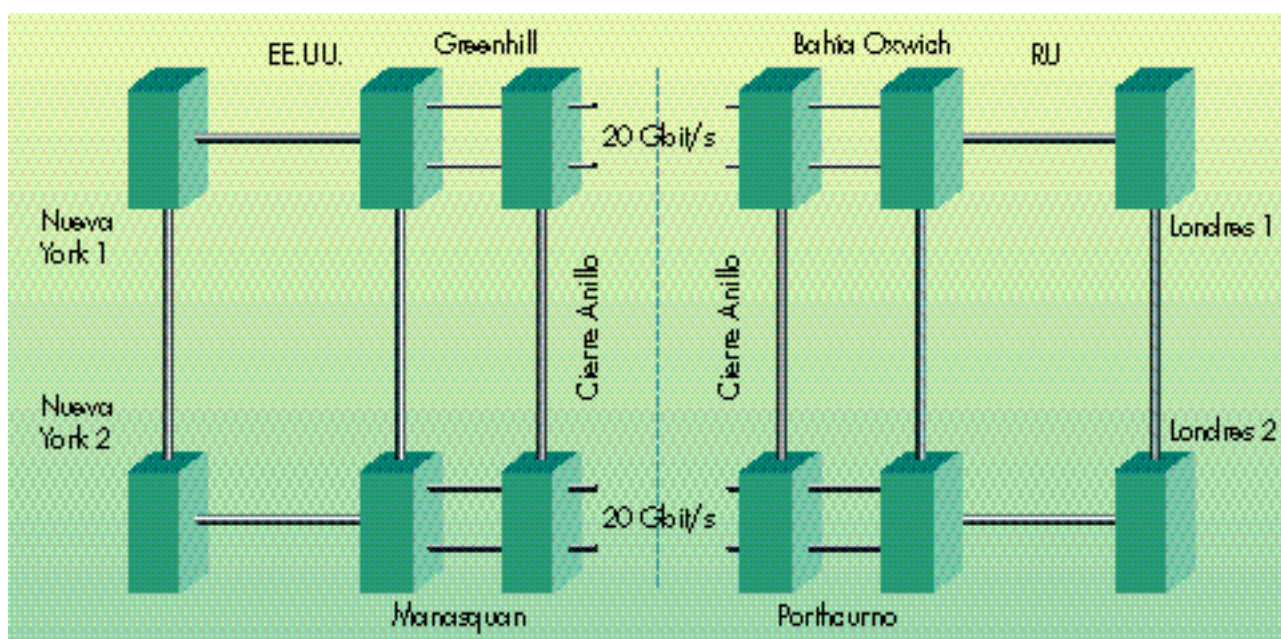 EE.UU.
Greenhill
Bahía Oxwich
RU
20 Gbit/s
Nueva
York 1
Londres 1
Cierre Anillo
Cierre Anillo
Nueva
York 2
Londres 2
20 Gbit/s
Manasquan
Porthcurno